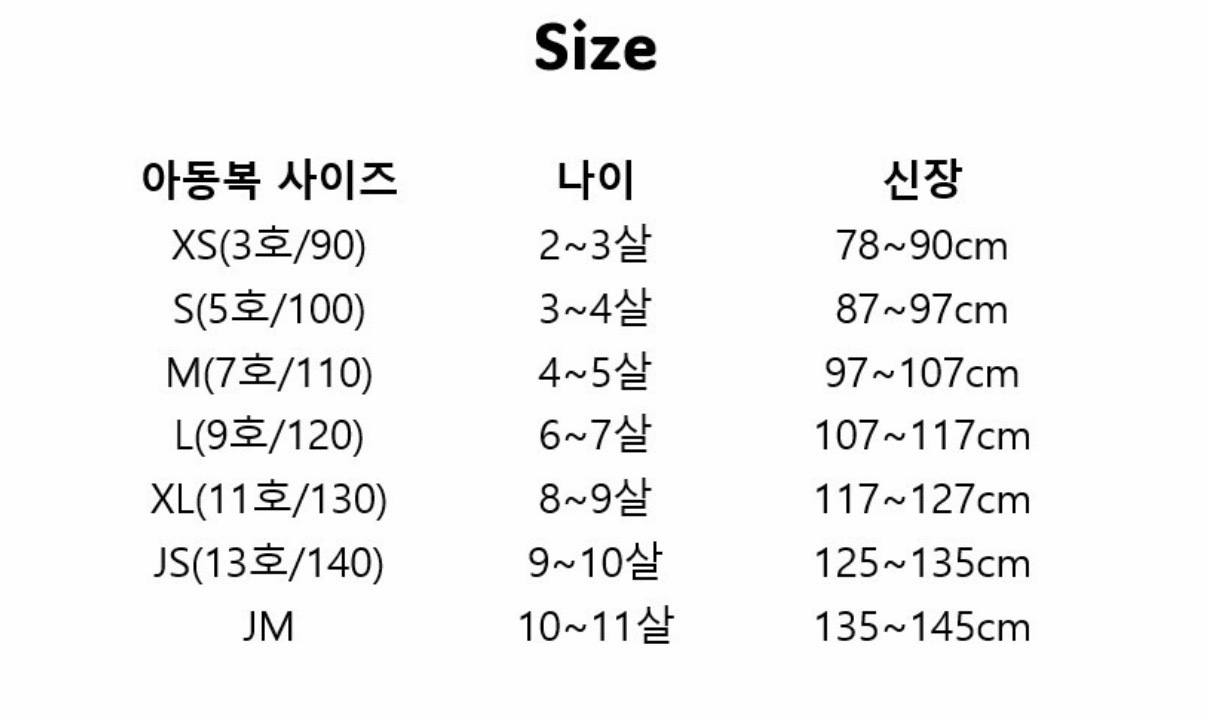 Size
아동복 사이즈 나이 신장
XS(3호/90) 2~3살 78~90cm
S(5호/100) 3~4살 87~97cm
M(7호/110) 4~5살 97~107cm
L(9호/120) 6~7살 107~117cm
XL(11호/130) 8~9살 117~127cm
JS(13호/140) 9~10살 125~135cm
JM 10~11살 135~145cm